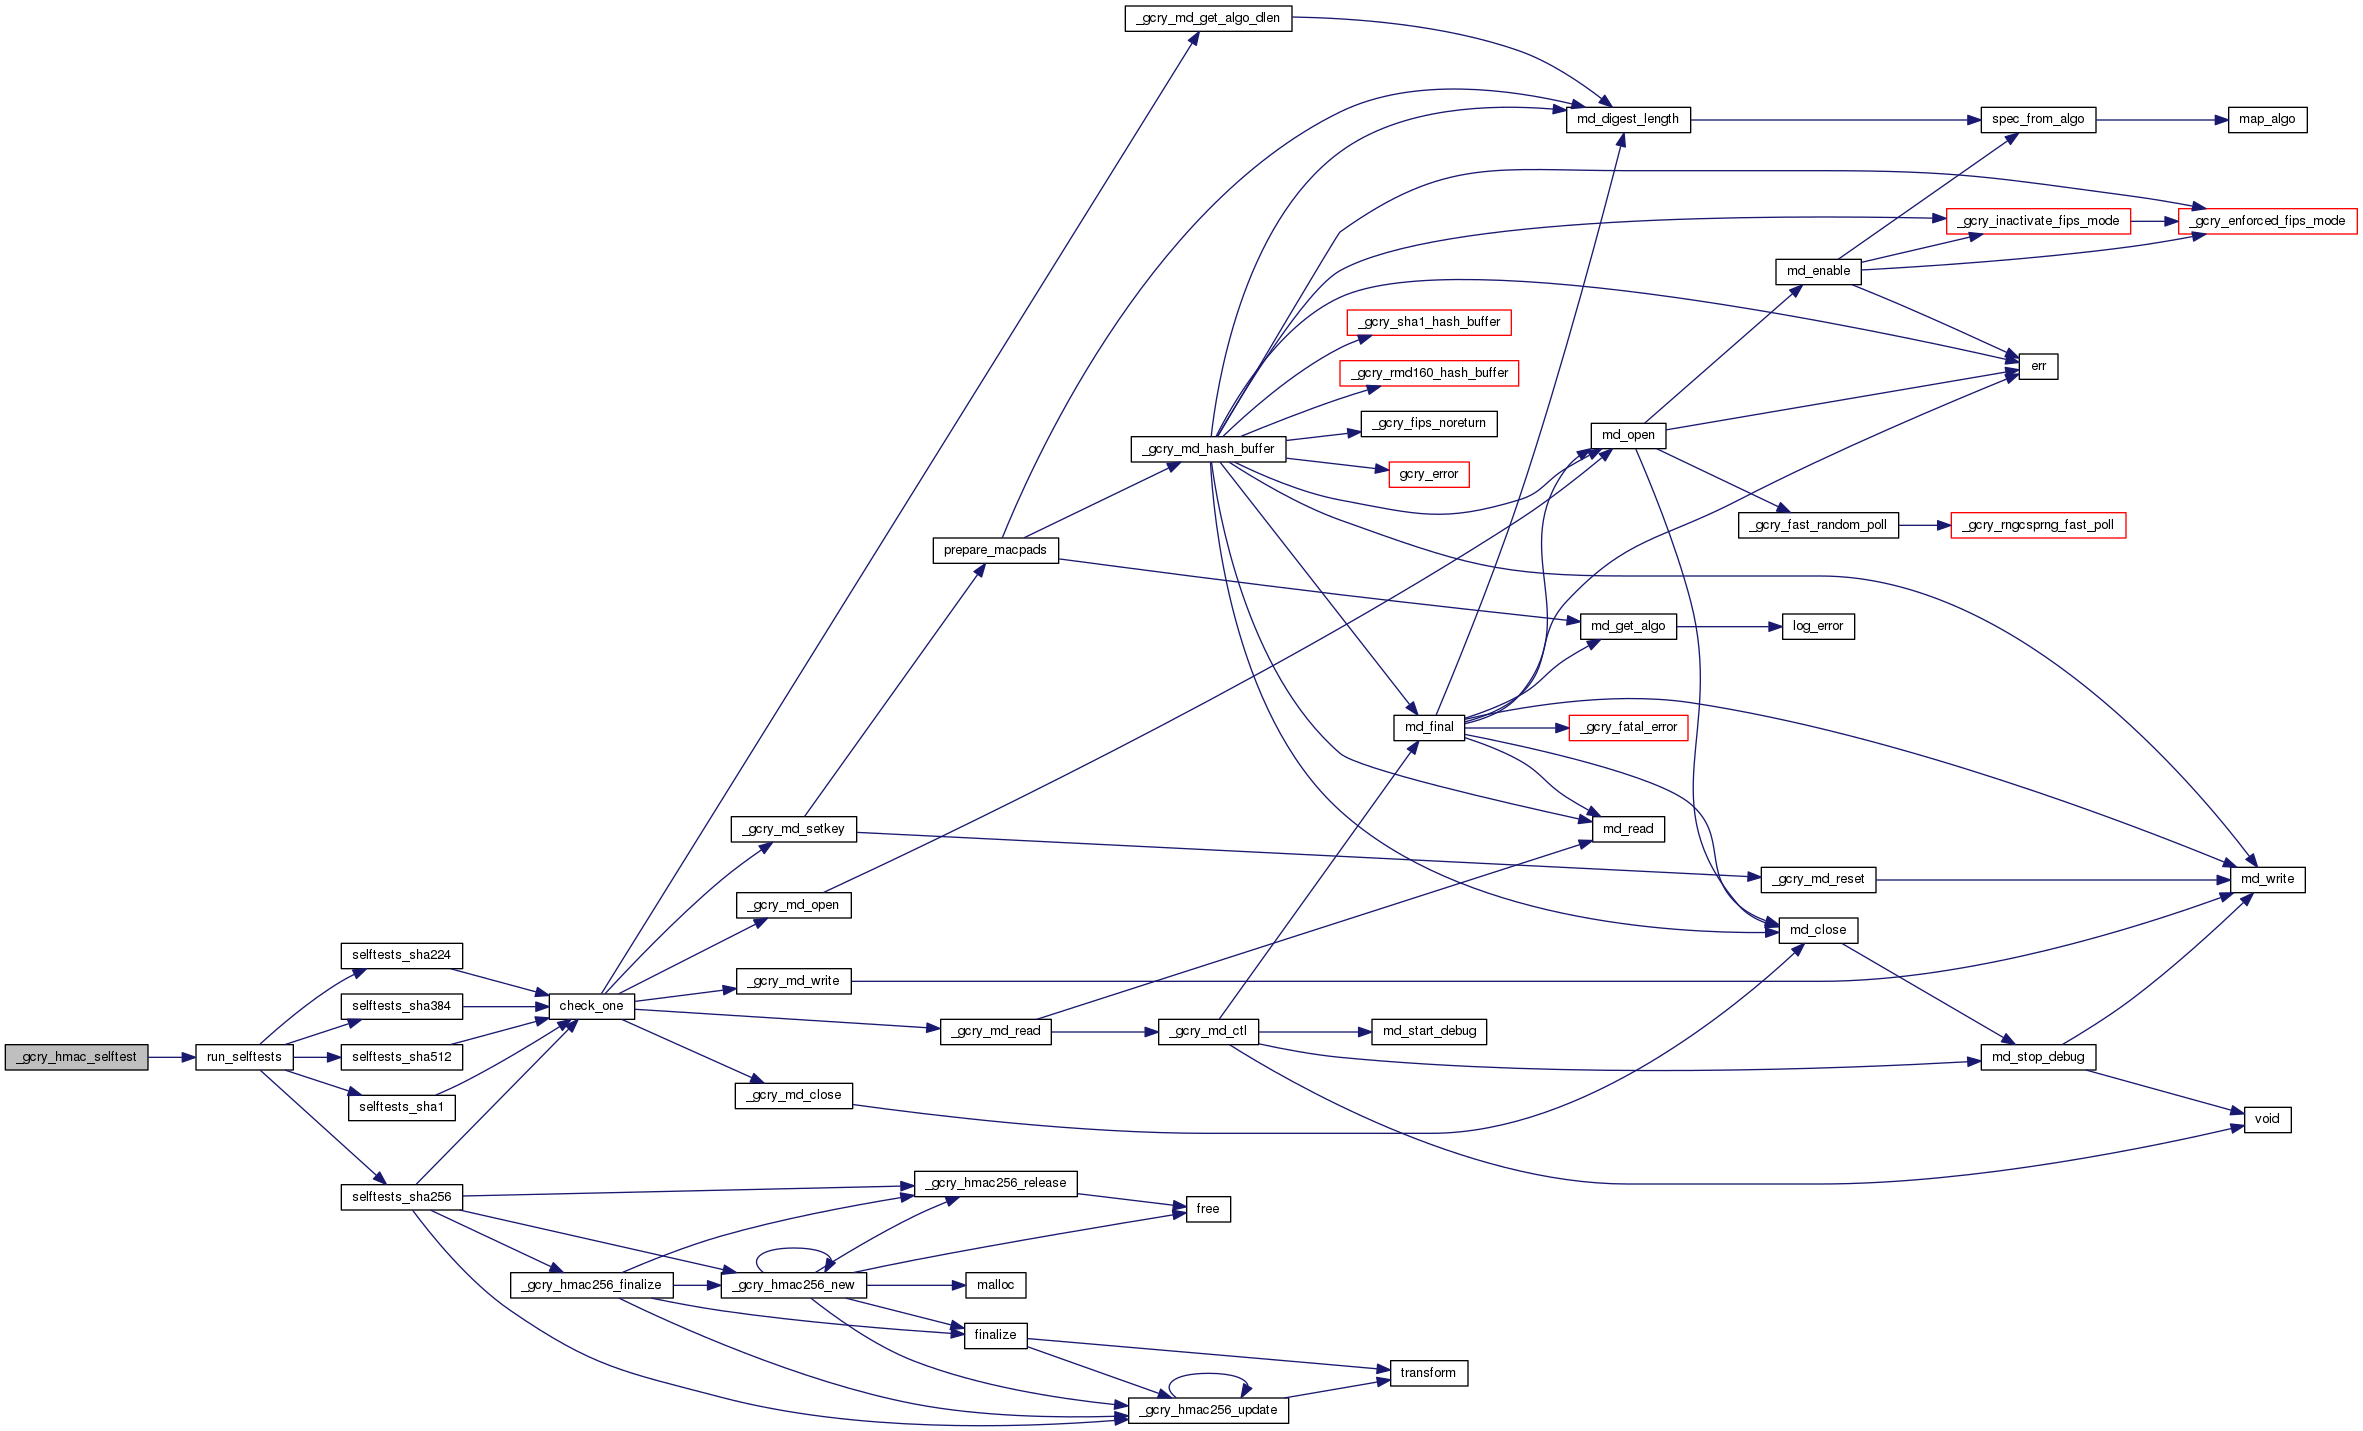 _gcry_md_get_algo_dlen
md_digest_length
spec_from_algo
map_algo
_gcry_inactivate_fips_mode
_gcry_enforced_fips_mode
md_enable
_gcry_sha1_hash_buffer
err
_gcry_rmd160_hash_buffer
_gcry_fips_noreturn
md_open
_gcry_md_hash_buffer
gcry_error
_gcry_fast_random_poll
_gcry_rngcsprng_fast_poll
prepare_macpads
md_get_algo
log_error
md_final
_gcry_fatal_error
_gcry_md_setkey
md_read
_gcry_md_reset
md_write
_gcry_md_open
md_close
selftests_sha224
_gcry_md_write
selftests_sha384
check_one
_gcry_md_read
_gcry_md_ctl
md_start_debug
_gcry_hmac_selftest
run_selftests
selftests_sha512
md_stop_debug
_gcry_md_close
selftests_sha1
void
_gcry_hmac256_release
selftests_sha256
free
_gcry_hmac256_finalize
_gcry_hmac256_new
malloc
finalize
transform
_gcry_hmac256_update